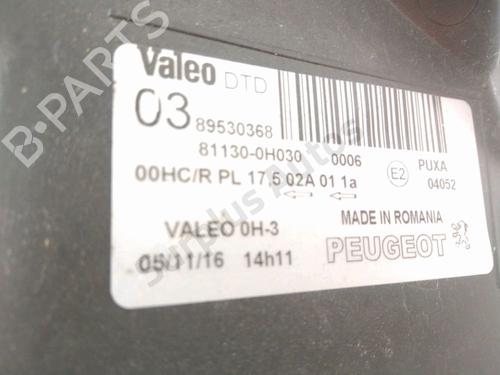 Valeo DTD
03 89530368
81130-0H030 0006
00HC/R PL 17,5 02A 01 1a
E2
PUXA
04052
VALEO 0H-3
MADE IN ROMANIA
05/11/16 14h11
PEUGEOT
B-PARTS
Surplus Autos